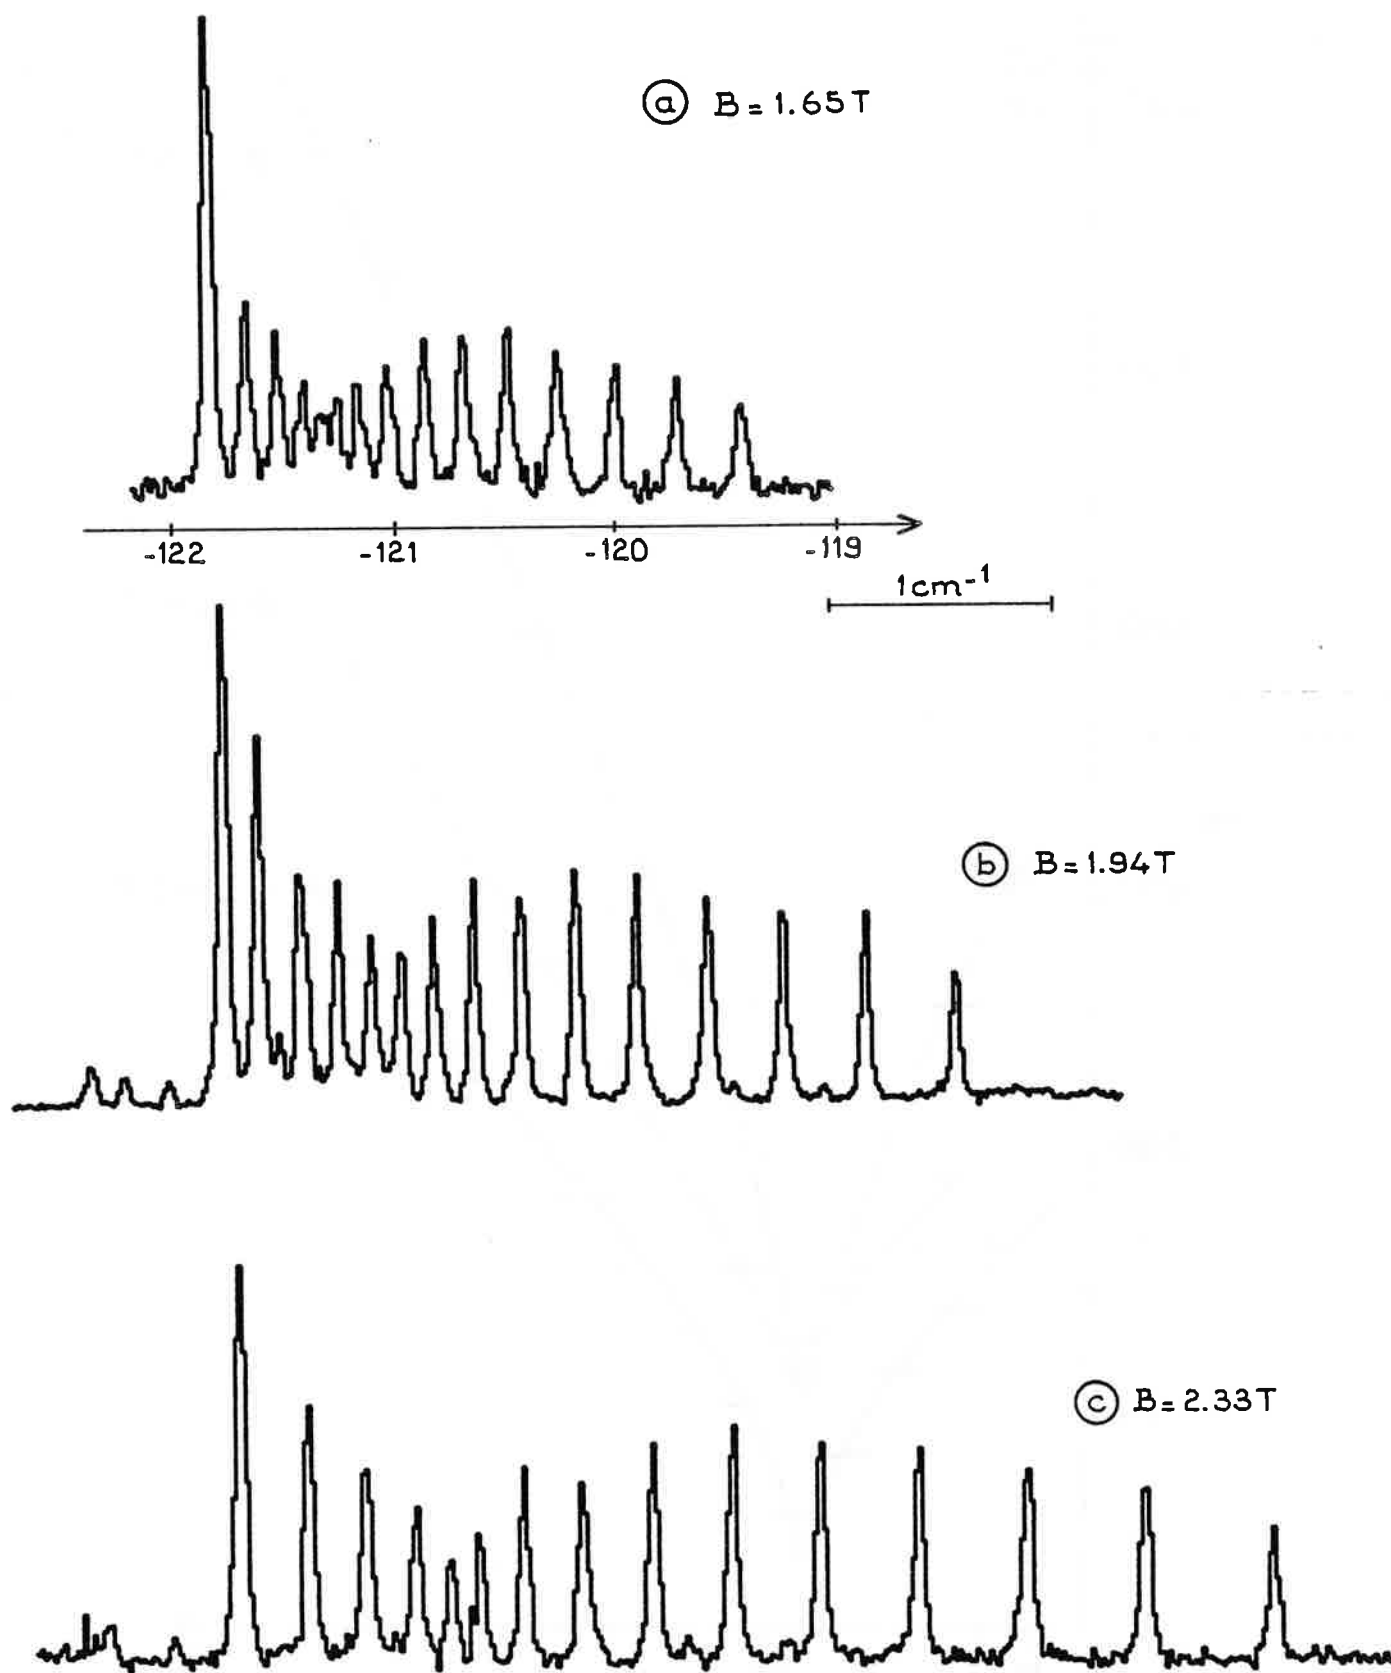 a B = 1.65T
-122 -121 -120 -119
1cm-1
b B = 1.94T
c B = 2.33T